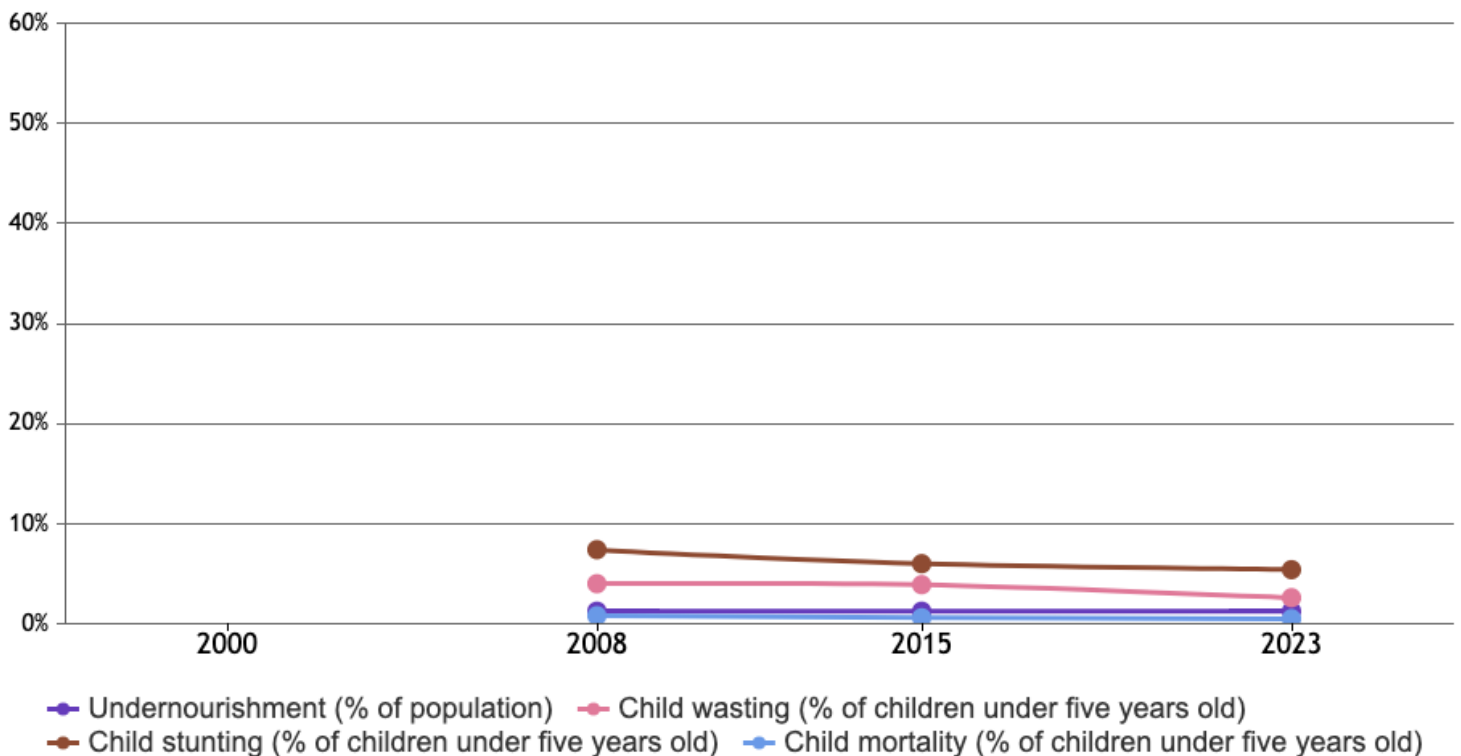 60%
50%
40%
30%
20%
10%
0%
2000 2008 2015 2023
Undernourishment (% of population) Child wasting (% of children under five years old)
Child stunting (% of children under five years old) Child mortality (% of children under five years old)